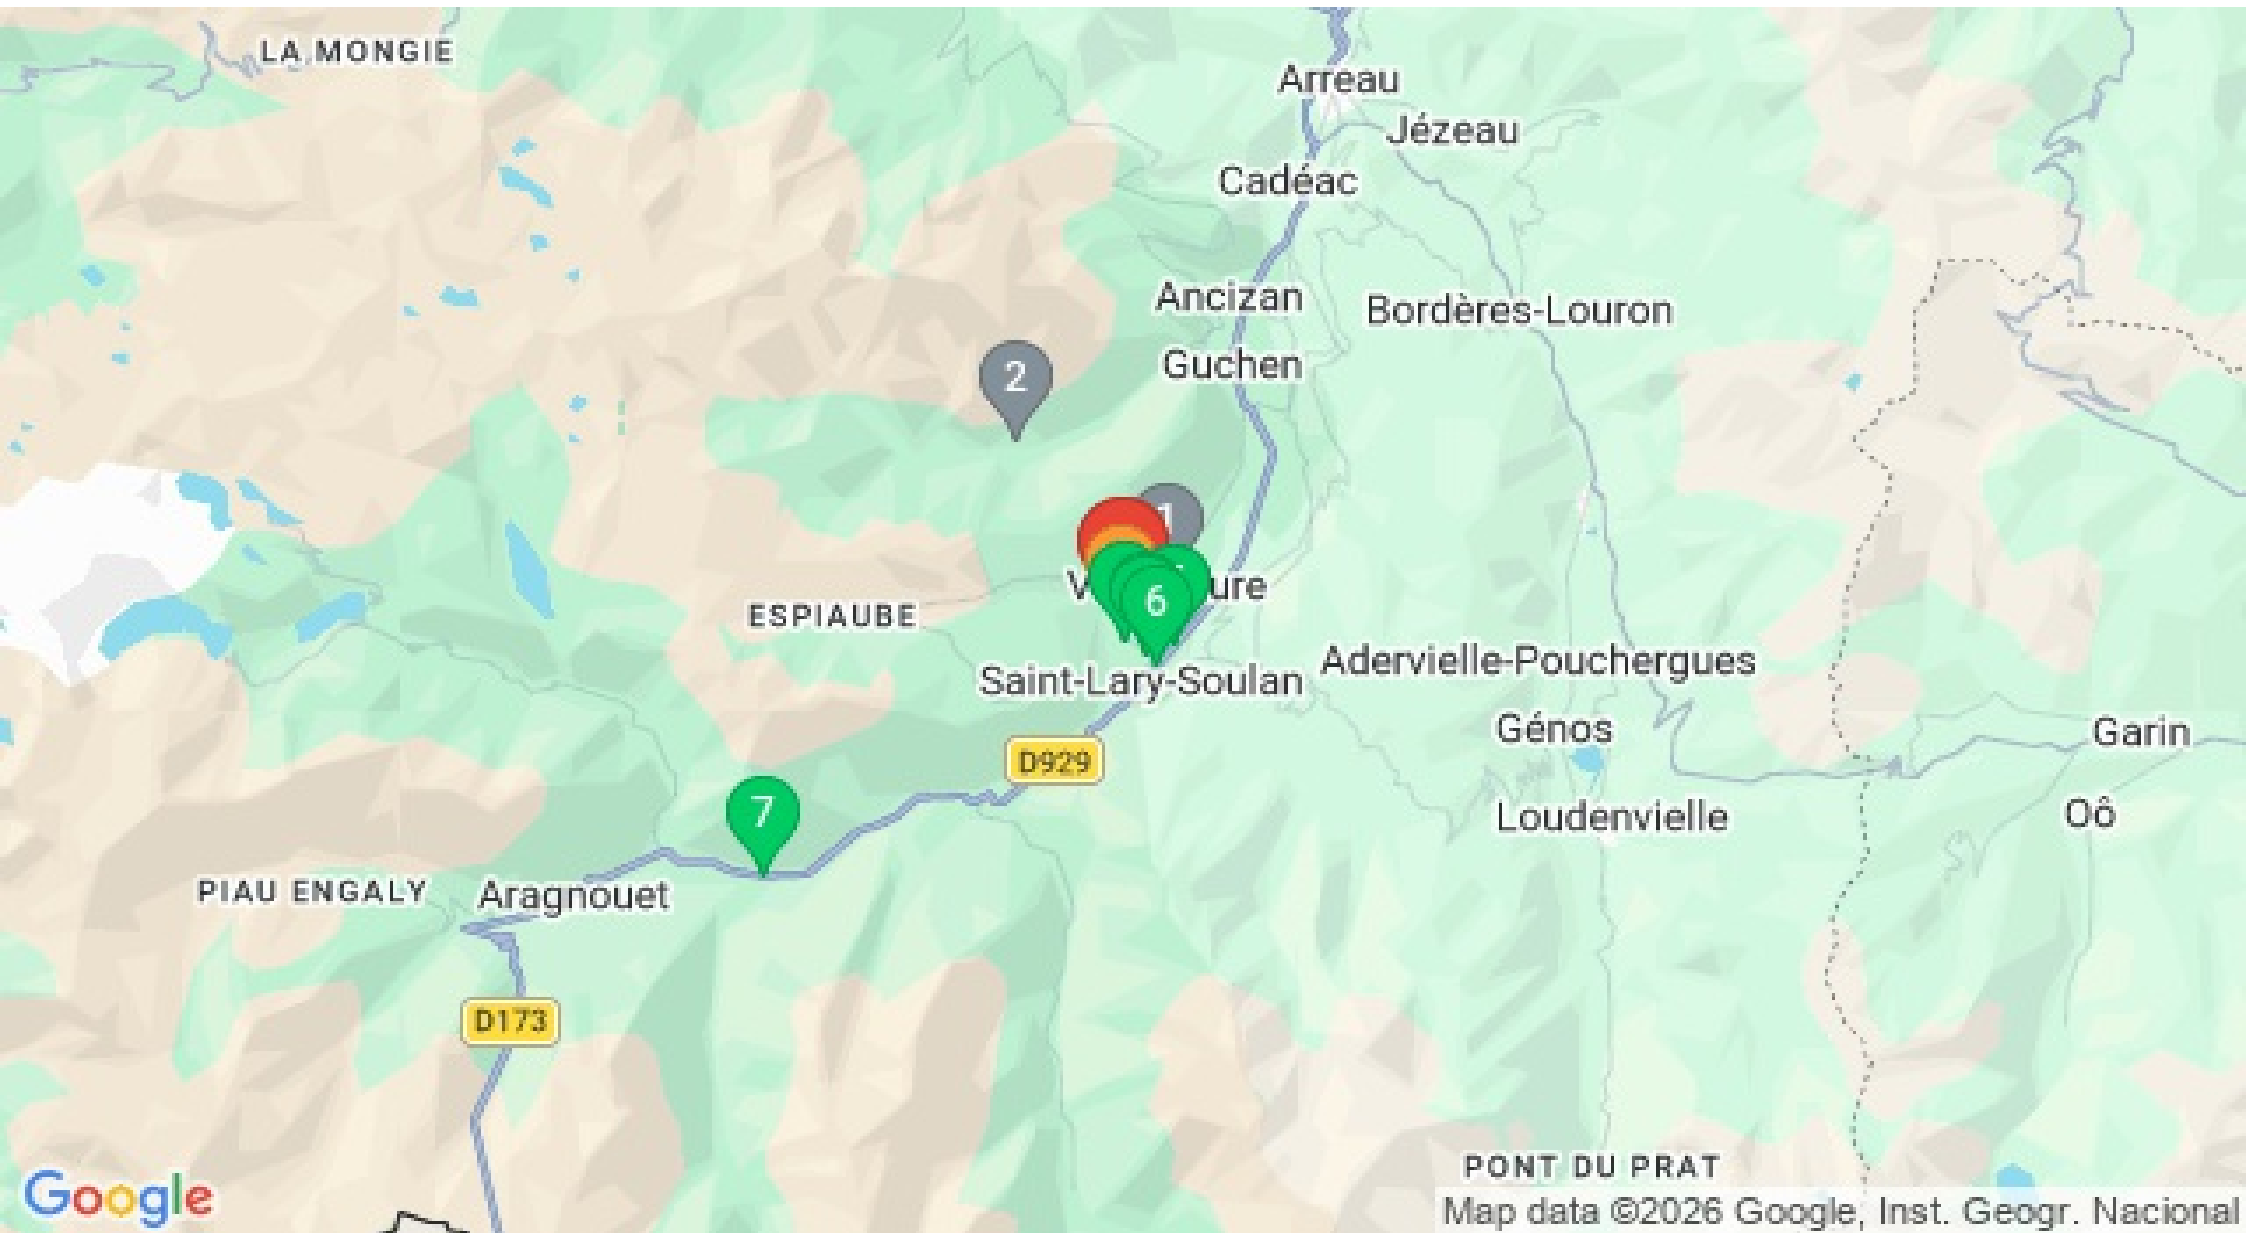 LA MONGIE
Arreau
Jézeau
Cadéac
Ancizan
Bordères-Louron
Guchen
2
1
ure
6
ESPIAUBE
Saint-Lary-Soulan
Adervielle-Pouchergues
Génos
Garin
D929
7
Loudenvielle
Oô
PIAU ENGALY
Aragnouet
D173
PONT DU PRAT
Google
Map data ©2026 Google, Inst. Geogr. Nacional